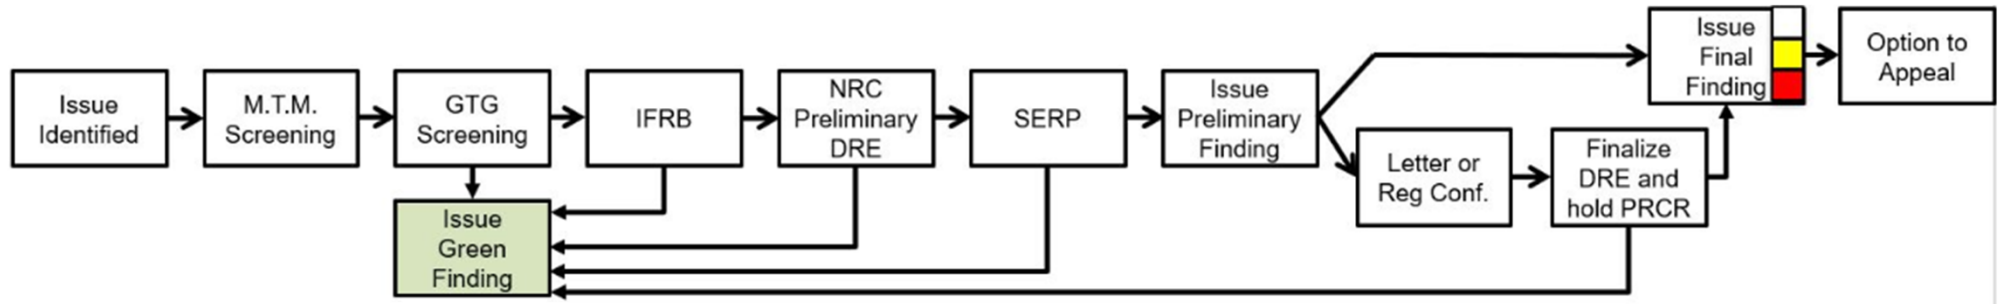 Issue
Identified
M.T.M.
Screening
GTG
Screening
IFRB
NRC
Preliminary
DRE
SERP
Issue
Preliminary
Finding
Issue
Final
Finding
Option to
Appeal
Letter or
Reg Conf.
Finalize
DRE and
hold PRCR
Issue
Green
Finding